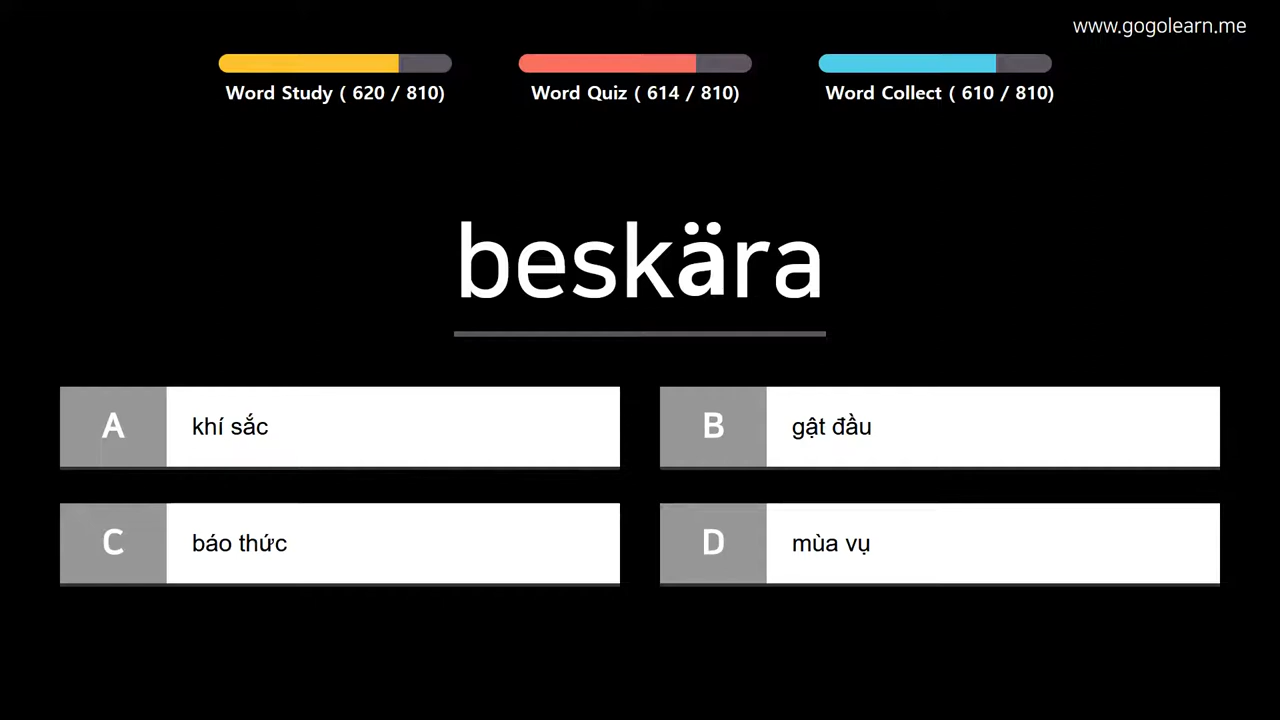 www.gogolearn.me
Word Study ( 620 / 810)
Word Quiz ( 614 / 810)
Word Collect ( 610 / 810)
beskära
A khí sắc
B gật đầu
C báo thức
D mùa vụ